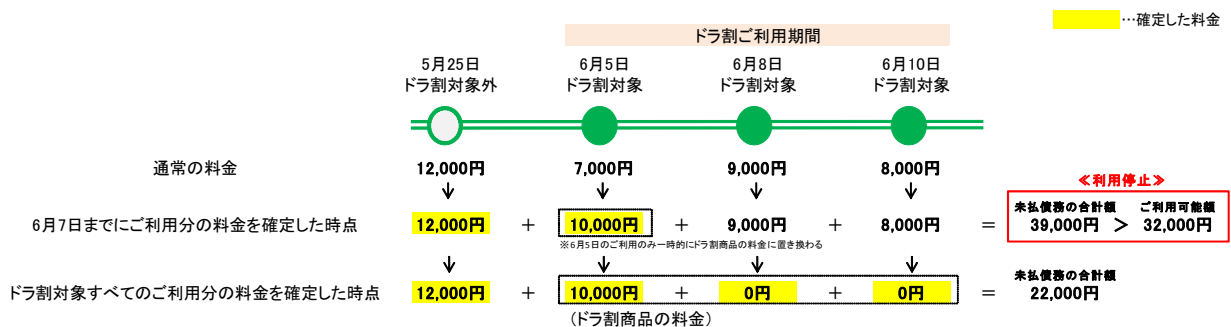 …確定した料金
ドラ割ご利用期間
5月25日 6月5日 6月8日 6月10日
ドラ割対象外 ドラ割対象 ドラ割対象 ドラ割対象
通常の料金 12,000円 7,000円 9,000円 8,000円
↓ ↓ ↓ ↓
≪利用停止≫
未払債務の合計額 ご利用可能額
6月7日までにご利用分の料金を確定した時点 12,000円 + 10,000円 + 9,000円 + 8,000円 = 39,000円 > 32,000円
※6月5日のご利用のみ一時的にドラ割商品の料金に置き換わる
↓ ↓ ↓ ↓
未払債務の合計額
ドラ割対象すべてのご利用分の料金を確定した時点 12,000円 + 10,000円 + 0円 + 0円 = 22,000円
(ドラ割商品の料金)